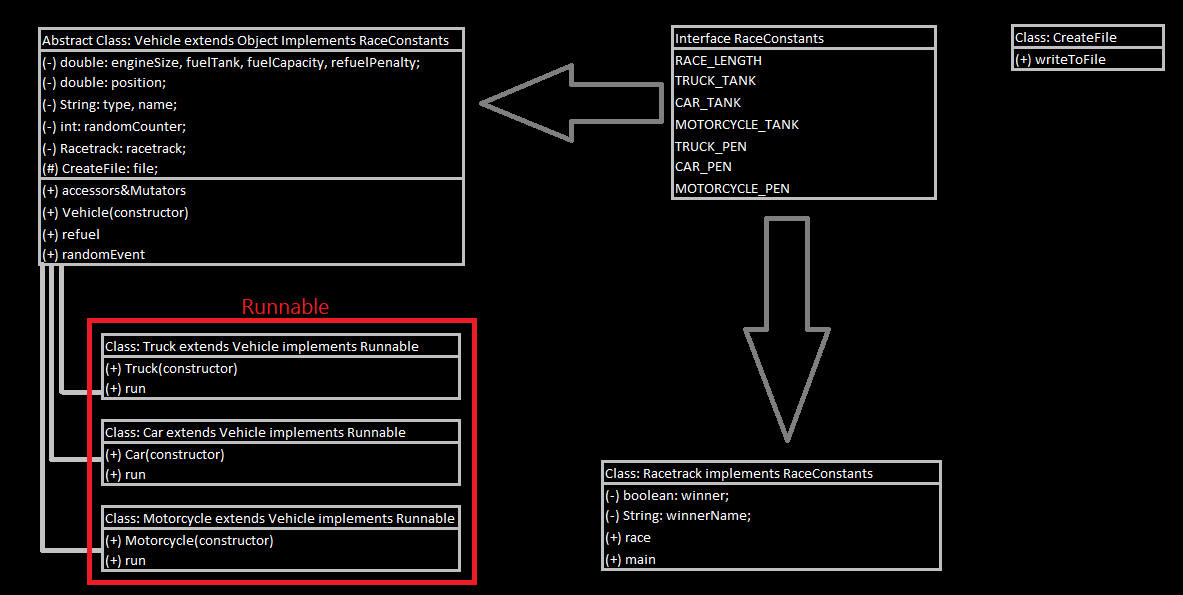 Abstract Class: Vehicle extends Object Implements RaceConstants
(-) double: engineSize, fuelTank, fuelCapacity, refuelPenalty;
(-) double: position;
(-) String: type, name;
(-) int: randomCounter;
(-) Racetrack: racetrack;
(#) CreateFile: file;
(+) accessors&Mutators
(+) Vehicle(constructor)
(+) refuel
(+) randomEvent
Interface RaceConstants
RACE_LENGTH
TRUCK_TANK
CAR_TANK
MOTORCYCLE_TANK
TRUCK_PEN
CAR_PEN
MOTORCYCLE_PEN
Class: CreateFile
(+) writeToFile
Runnable
Class: Truck extends Vehicle implements Runnable
(+) Truck(constructor)
(+) run
Class: Car extends Vehicle implements Runnable
(+) Car(constructor)
(+) run
Class: Motorcycle extends Vehicle implements Runnable
(+) Motorcycle(constructor)
(+) run
Class: Racetrack implements RaceConstants
(-) boolean: winner;
(-) String: winnerName;
(+) race
(+) main